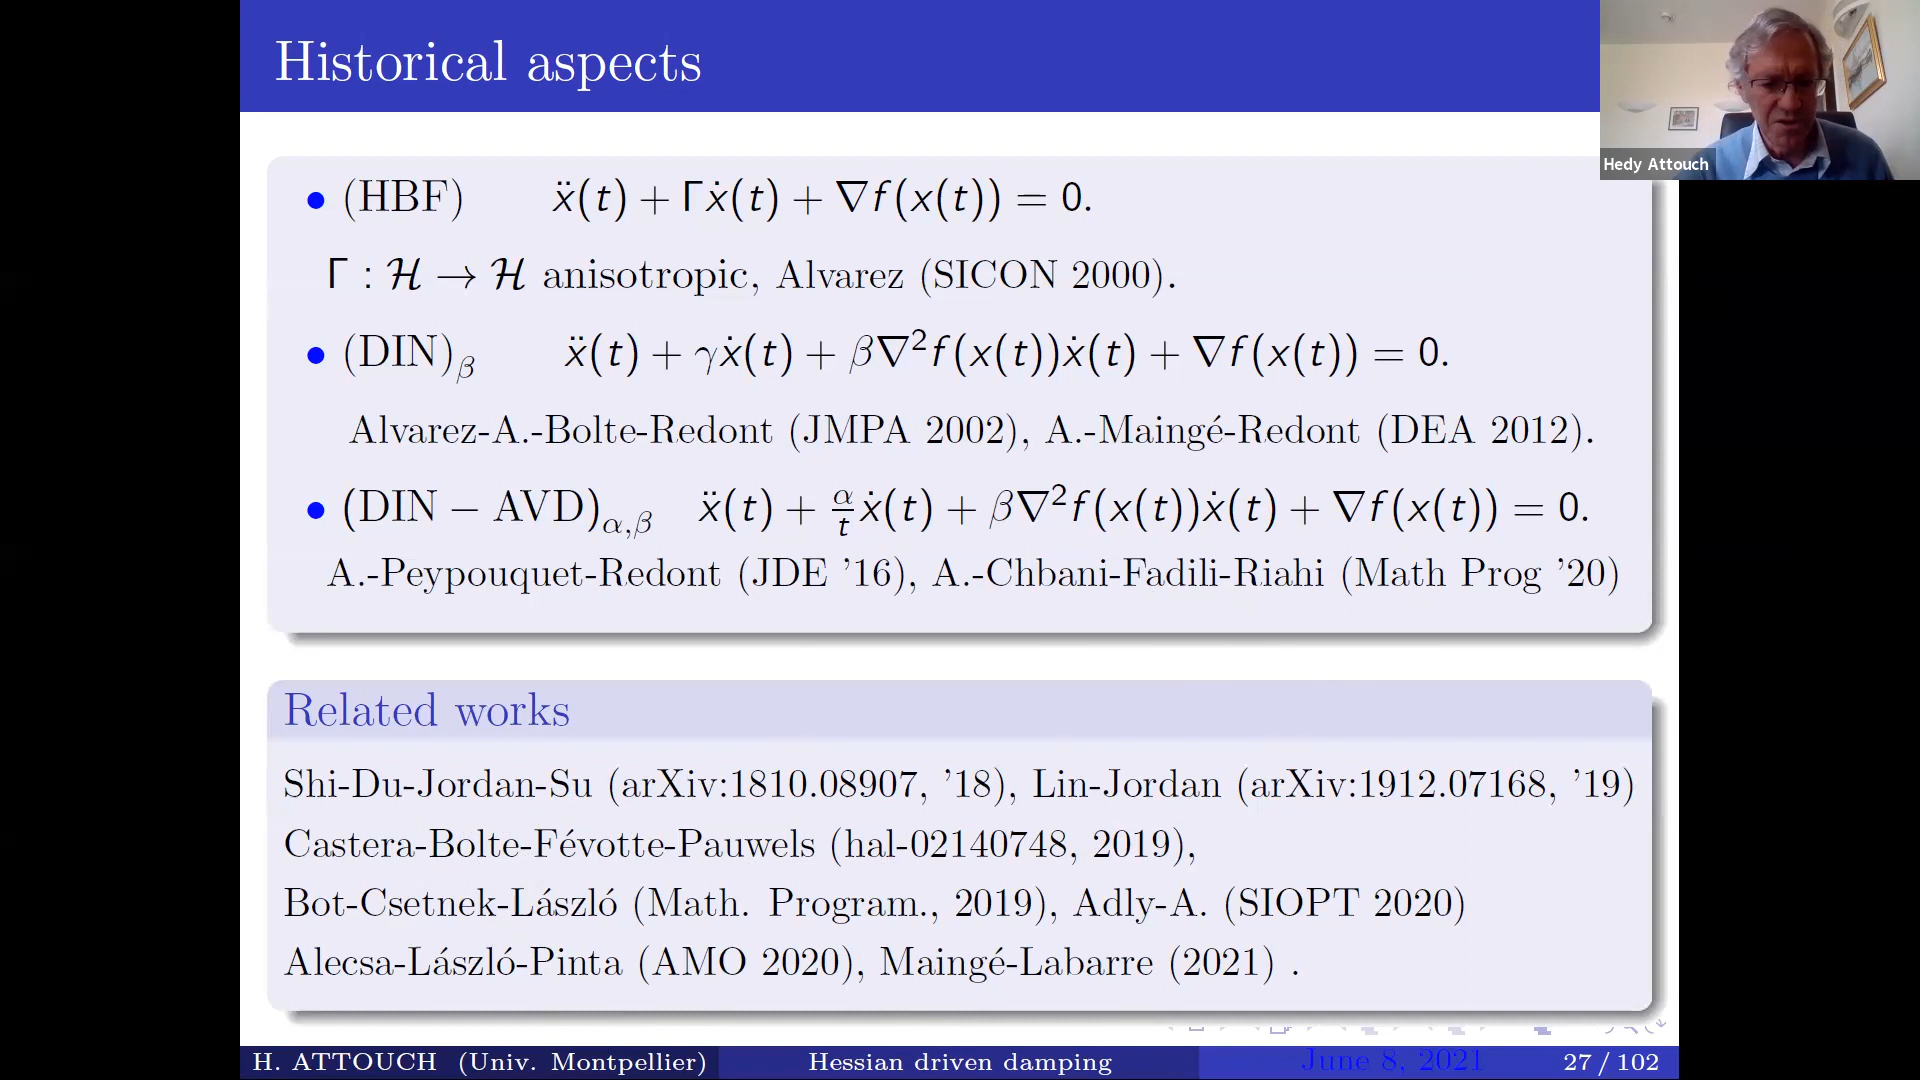 Historical aspects
Hedy Attouch
• (HBF) ẍ(t) + Γẋ(t) + ∇f(x(t)) = 0.
Γ : ℋ → ℋ anisotropic, Alvarez (SICON 2000).
• (DIN)_β ẍ(t) + γẋ(t) + β∇²f(x(t))ẋ(t) + ∇f(x(t)) = 0.
Alvarez-A.-Bolte-Redont (JMPA 2002), A.-Maingé-Redont (DEA 2012).
• (DIN − AVD)_{α,β} ẍ(t) + α/t ẋ(t) + β∇²f(x(t))ẋ(t) + ∇f(x(t)) = 0.
A.-Peypouquet-Redont (JDE ’16), A.-Chbani-Fadili-Riahi (Math Prog ’20)
Related works
Shi-Du-Jordan-Su (arXiv:1810.08907, ’18), Lin-Jordan (arXiv:1912.07168, ’19)
Castera-Bolte-Févotte-Pauwels (hal-02140748, 2019),
Bot-Csetnek-László (Math. Program., 2019), Adly-A. (SIOPT 2020)
Alecsa-László-Pinta (AMO 2020), Maingé-Labarre (2021) .
H. ATTOUCH (Univ. Montpellier) Hessian driven damping June 8, 2021 27 / 102